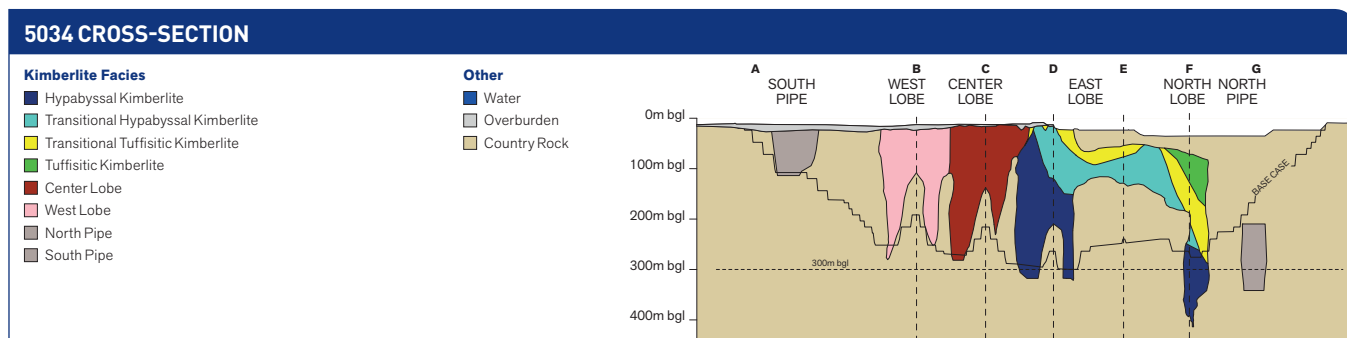 5034 CROSS-SECTION
Kimberlite Facies
Hypabyssal Kimberlite
Transitional Hypabyssal Kimberlite
Transitional Tuffisitic Kimberlite
Tuffisitic Kimberlite
Center Lobe
West Lobe
North Pipe
South Pipe
Other
Water
Overburden
Country Rock
A B C D E F G
SOUTH PIPE
WEST LOBE
CENTER LOBE
EAST LOBE
NORTH LOBE
NORTH PIPE
0m bgl
100m bgl
200m bgl
300m bgl
400m bgl
300m bgl
BASE CASE